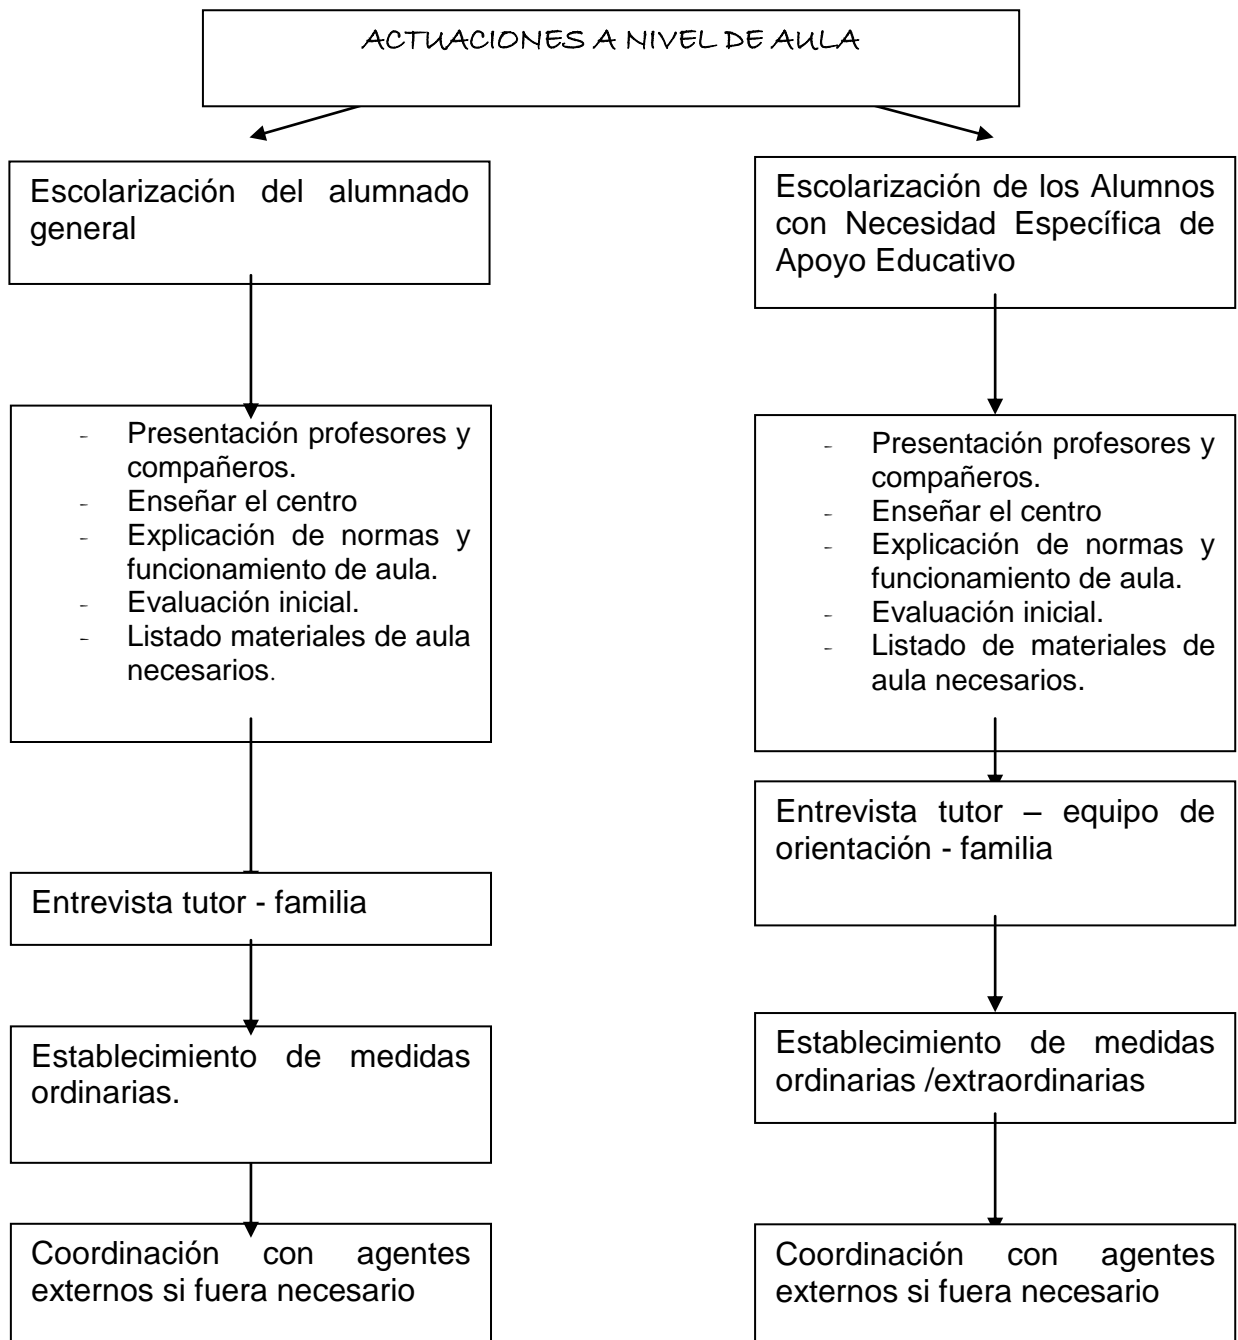 ACTUACIONES A NIVEL DE AULA
Escolarización del alumnado
general
- Presentación profesores y
compañeros.
- Enseñar el centro
- Explicación de normas y
funcionamiento de aula.
- Evaluación inicial.
- Listado materiales de aula
necesarios.
Entrevista tutor - familia
Establecimiento de medidas
ordinarias.
Coordinación con agentes
externos si fuera necesario
Escolarización de los Alumnos
con Necesidad Específica de
Apoyo Educativo
- Presentación profesores y
compañeros.
- Enseñar el centro
- Explicación de normas y
funcionamiento de aula.
- Evaluación inicial.
- Listado de materiales de
aula necesarios.
Entrevista tutor – equipo de
orientación - familia
Establecimiento de medidas
ordinarias /extraordinarias
Coordinación con agentes
externos si fuera necesario